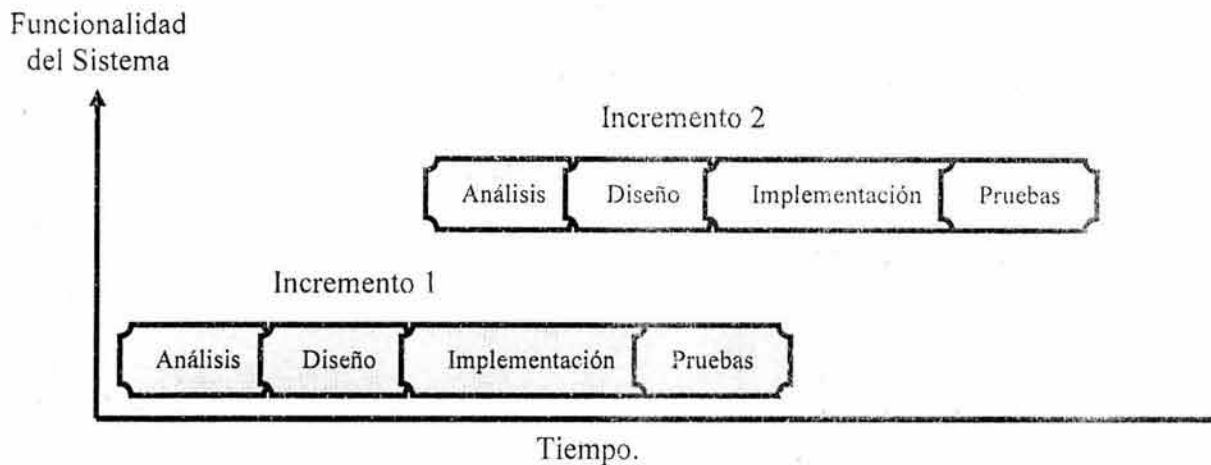 Funcionalidad
del Sistema
Incremento 2
Análisis Diseño Implementación Pruebas
Incremento 1
Análisis Diseño Implementación Pruebas
Tiempo.